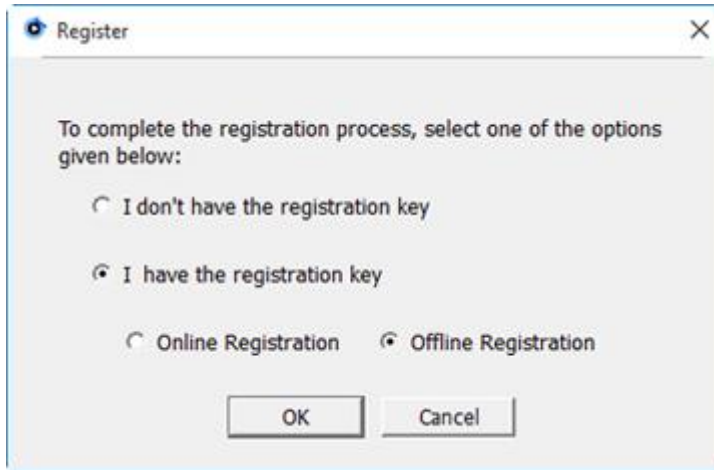 Register
To complete the registration process, select one of the options
given below:
I don't have the registration key
I have the registration key
Online Registration Offline Registration
OK Cancel